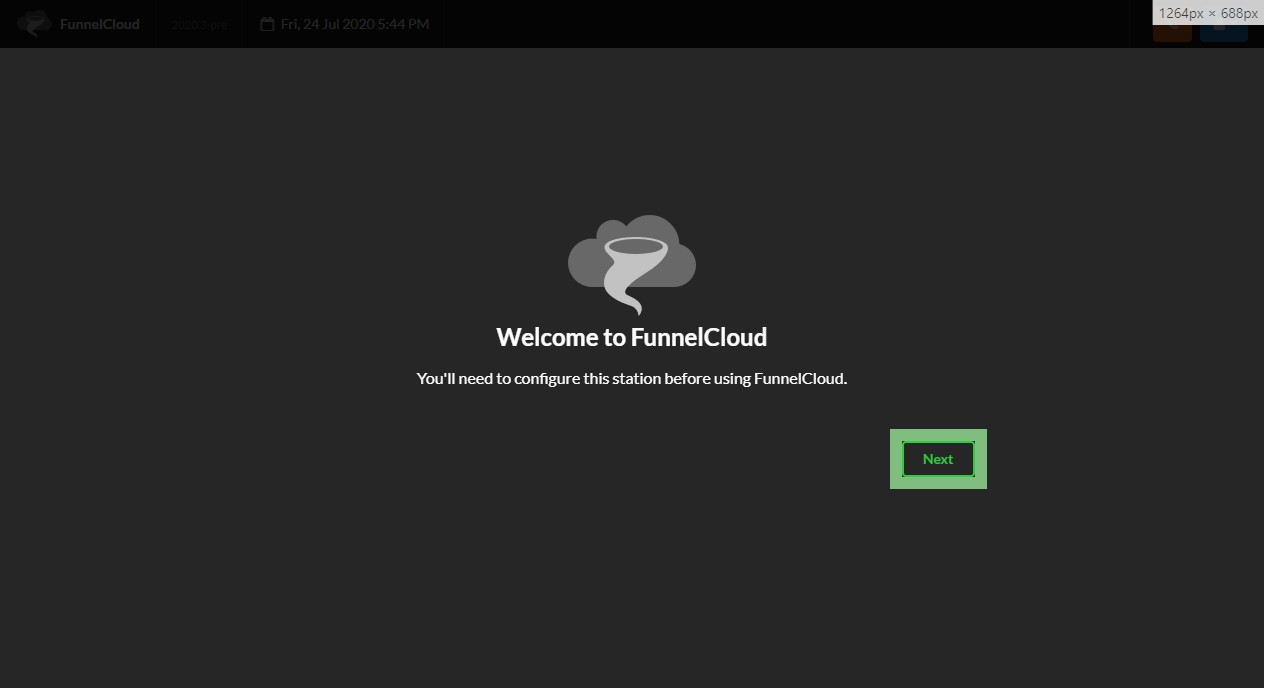 FunnelCloud
2020.3-pre
Fri, 24 Jul 2020 5:44 PM
1264px × 688px
Welcome to FunnelCloud
You'll need to configure this station before using FunnelCloud.
Next